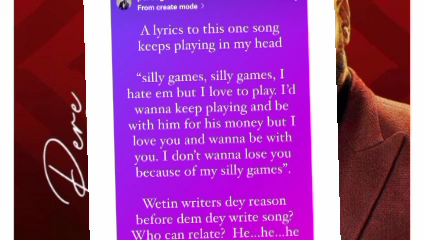 From create mode >
A lyrics to this one song
keeps playing in my head
“silly games, silly games, I
hate em but I love to play. I’d
wanna keep playing and be
with him for his money but I
love you and wanna be with
you. I don’t wanna lose you
because of my silly games”.
Wetin writers dey reason
before dem dey write song?
Who can relate? He...he...he
Dere